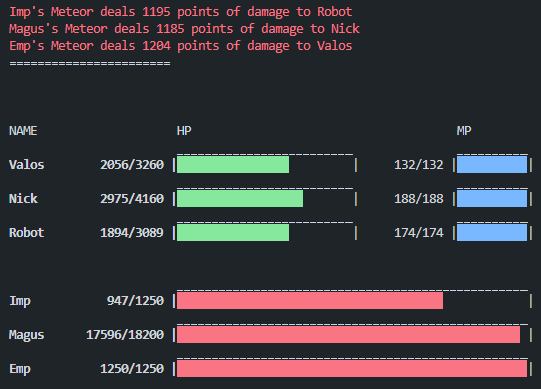 Imp's Meteor deals 1195 points of damage to Robot
Magus's Meteor deals 1185 points of damage to Nick
Emp's Meteor deals 1204 points of damage to Valos
=======================
NAME HP MP
Valos 2056/3260 | | 132/132 | |
Nick 2975/4160 | | 188/188 | |
Robot 1894/3089 | | 174/174 | |
Imp 947/1250 | |
Magus 17596/18200 | |
Emp 1250/1250 | |